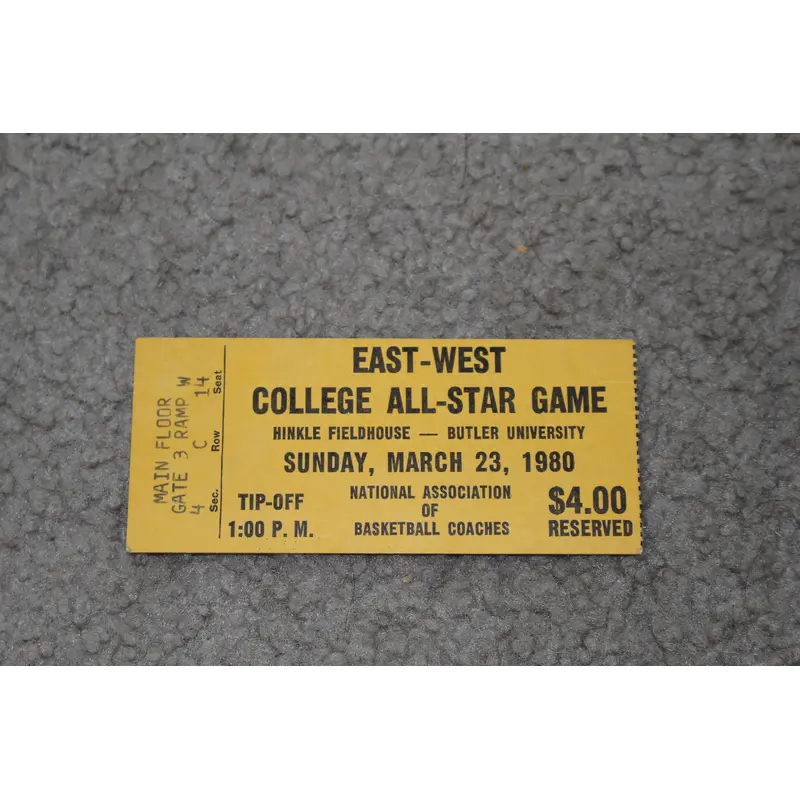 MAIN FLOOR
GATE 3 RAMP W
4 C 14
Sec. Row Seat
EAST-WEST
COLLEGE ALL-STAR GAME
HINKLE FIELDHOUSE — BUTLER UNIVERSITY
SUNDAY, MARCH 23, 1980
TIP-OFF
1:00 P. M.
NATIONAL ASSOCIATION
OF
BASKETBALL COACHES
$4.00
RESERVED